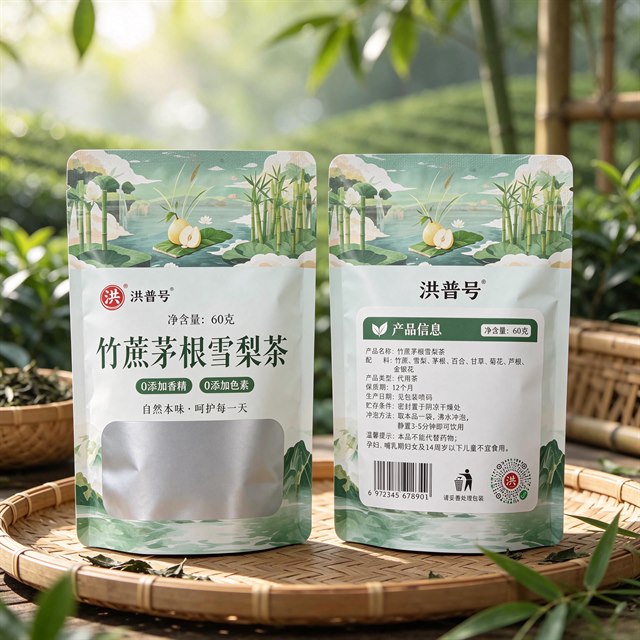 洪 洪普号®
净含量：60克
竹蔗茅根雪梨茶
0添加香精 0添加色素
自然本味·呵护每一天
洪普号®
产品信息 净含量：60克
产品名称：竹蔗茅根雪梨茶
配 料：竹蔗、雪梨、茅根、百合、甘草、菊花、芦根、
金银花
产品类型：代用茶
保质期：12个月
生产日期：见包装喷码
贮存条件：密封置于阴凉干燥处
冲泡方法：取本品一袋，沸水冲泡，
静置3-5分钟即可饮用
温馨提示：本品不能代替药物；
孕妇、哺乳期妇女及14周岁以下儿童不宜食用。
6 972345 678901
请妥善处理包装
洪